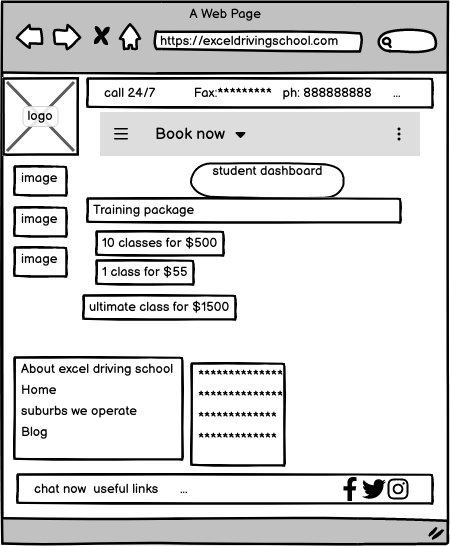 A Web Page
https://exceldrivingschool.com
logo
call 24/7 Fax:********* ph: 888888888 ...
Book now
student dashboard
image
image
image
Training package
10 classes for $500
1 class for $55
ultimate class for $1500
About excel driving school
Home
suburbs we operate
Blog
**************
**************
*************
*************
chat now useful links ...